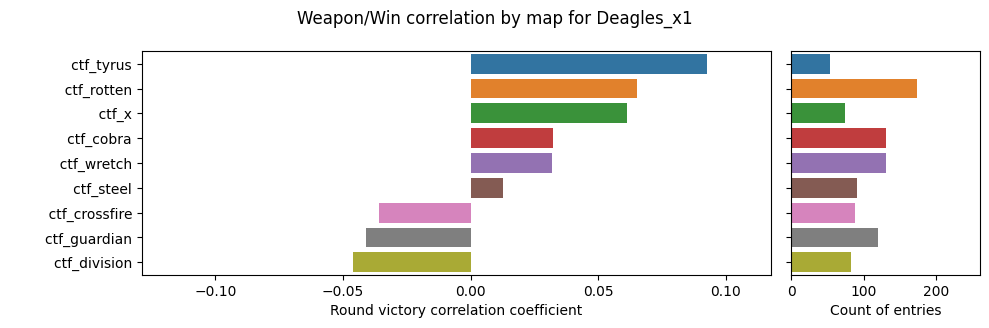 Weapon/Win correlation by map for Deagles_x1
ctf_tyrus
ctf_rotten
ctf_x
ctf_cobra
ctf_wretch
ctf_steel
ctf_crossfire
ctf_guardian
ctf_division
−0.10
−0.05
0.00
0.05
0.10
Round victory correlation coefficient
0
100
200
Count of entries